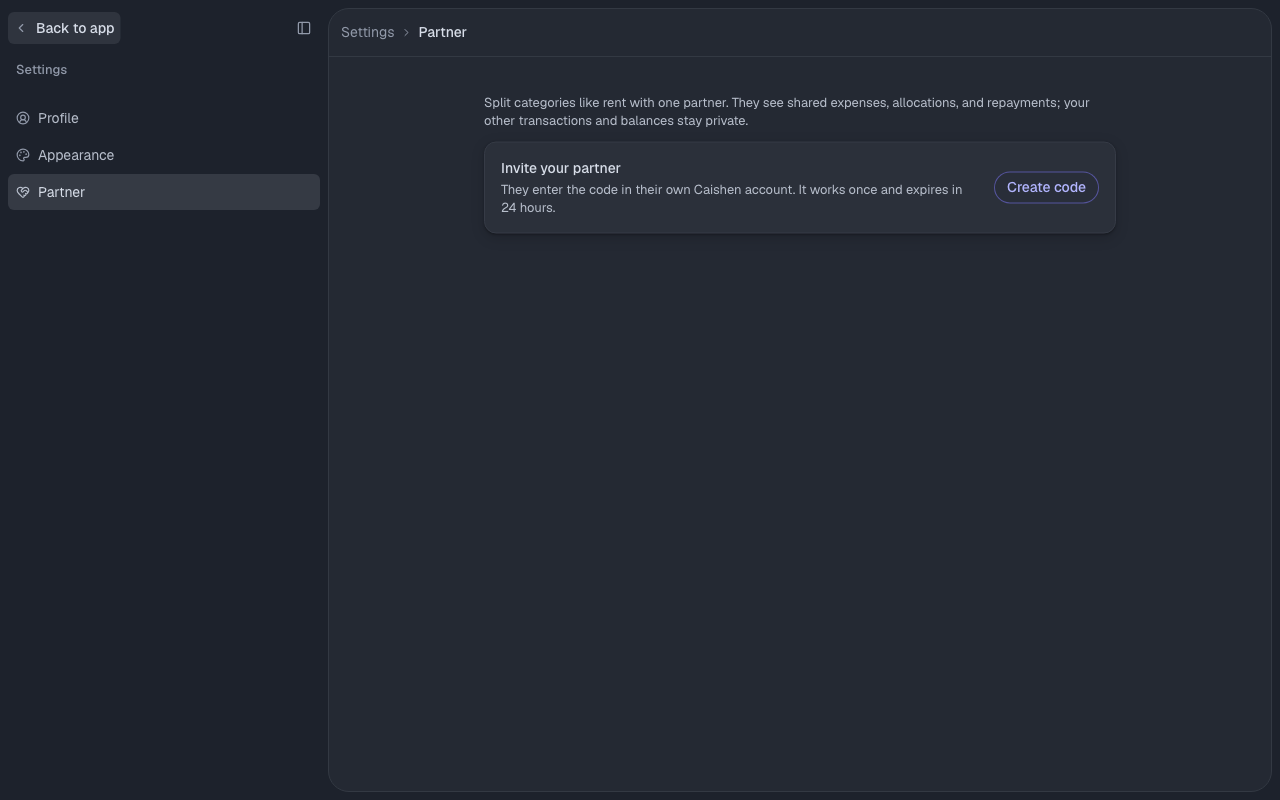 Back to app
Settings
Profile
Appearance
Partner
Settings > Partner
Split categories like rent with one partner. They see shared expenses, allocations, and repayments; your
other transactions and balances stay private.
Invite your partner
They enter the code in their own Caishen account. It works once and expires in
24 hours.
Create code